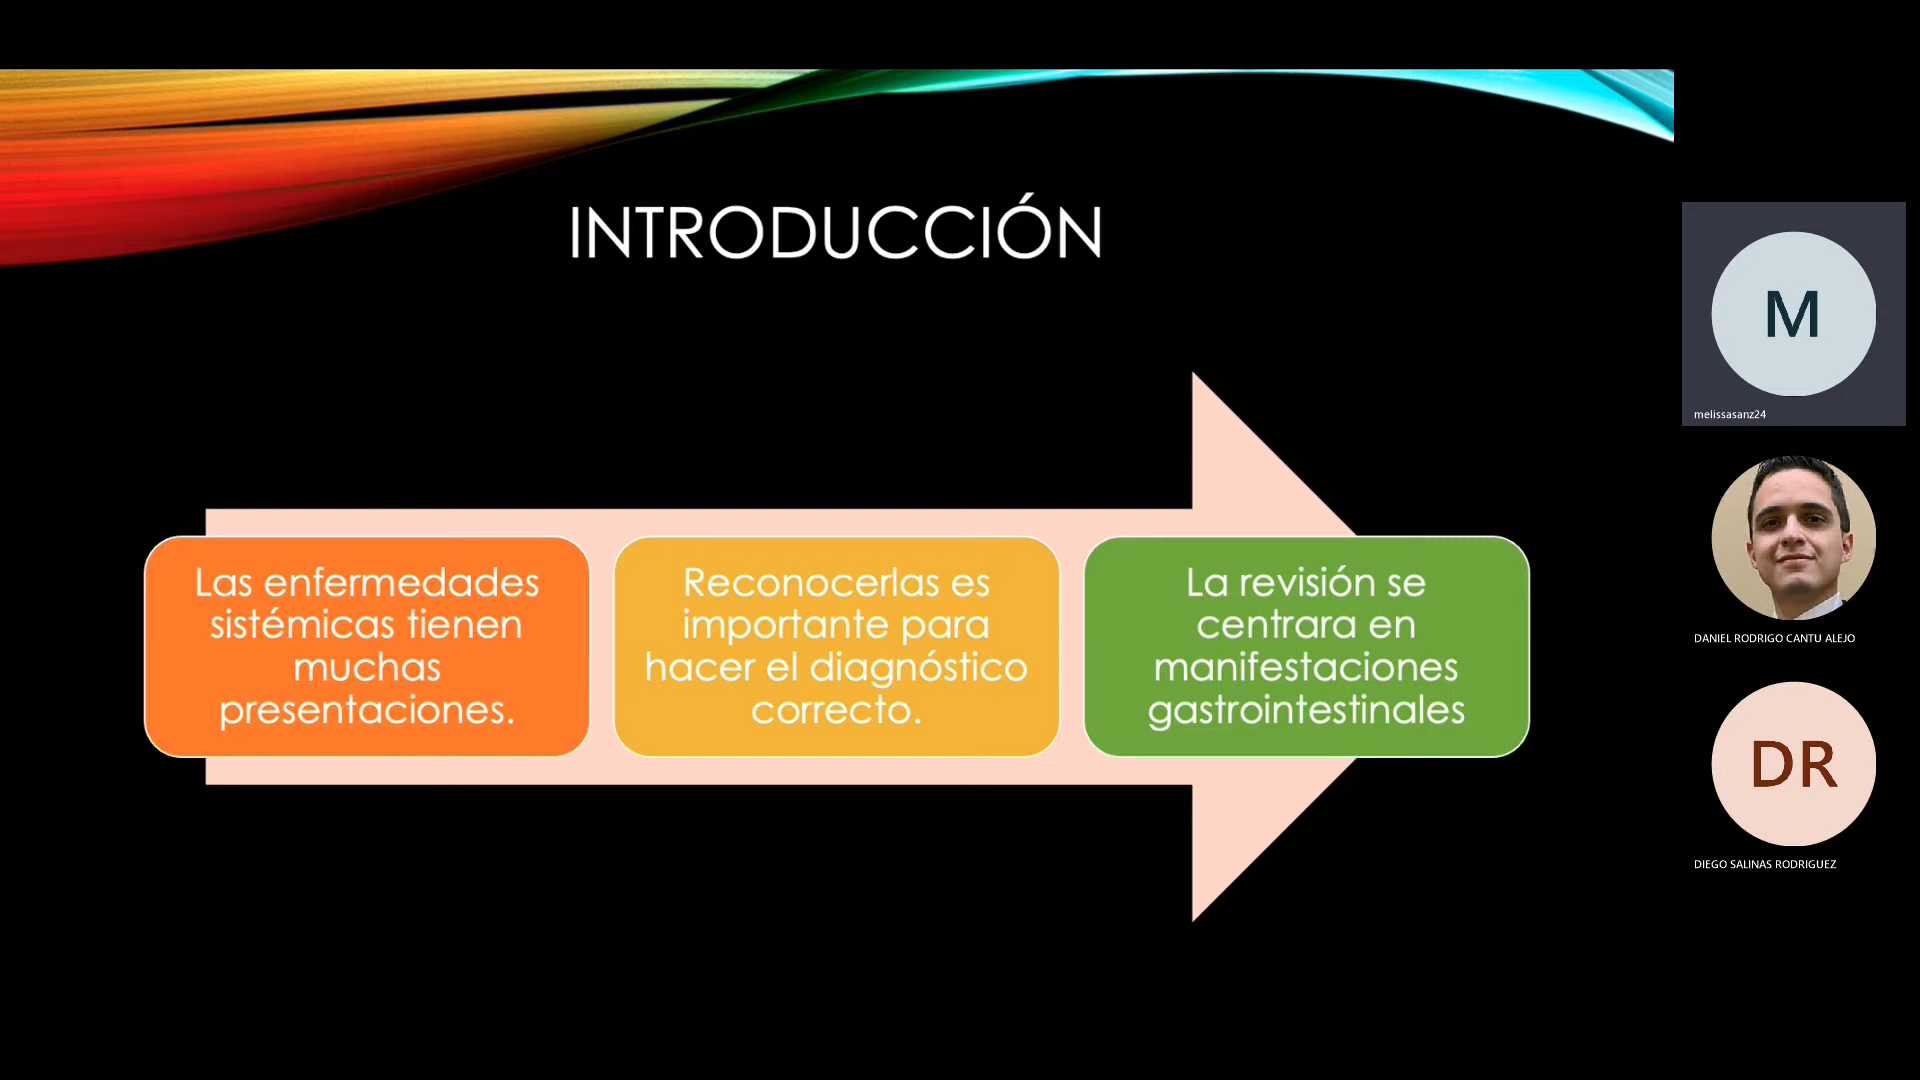 INTRODUCCIÓN
Las enfermedades
sistémicas tienen
muchas
presentaciones.
Reconocerlas es
importante para
hacer el diagnóstico
correcto.
La revisión se
centrara en
manifestaciones
gastrointestinales
M
melissasanz24
DANIEL RODRIGO CANTU ALEJO
DR
DIEGO SALINAS RODRIGUEZ